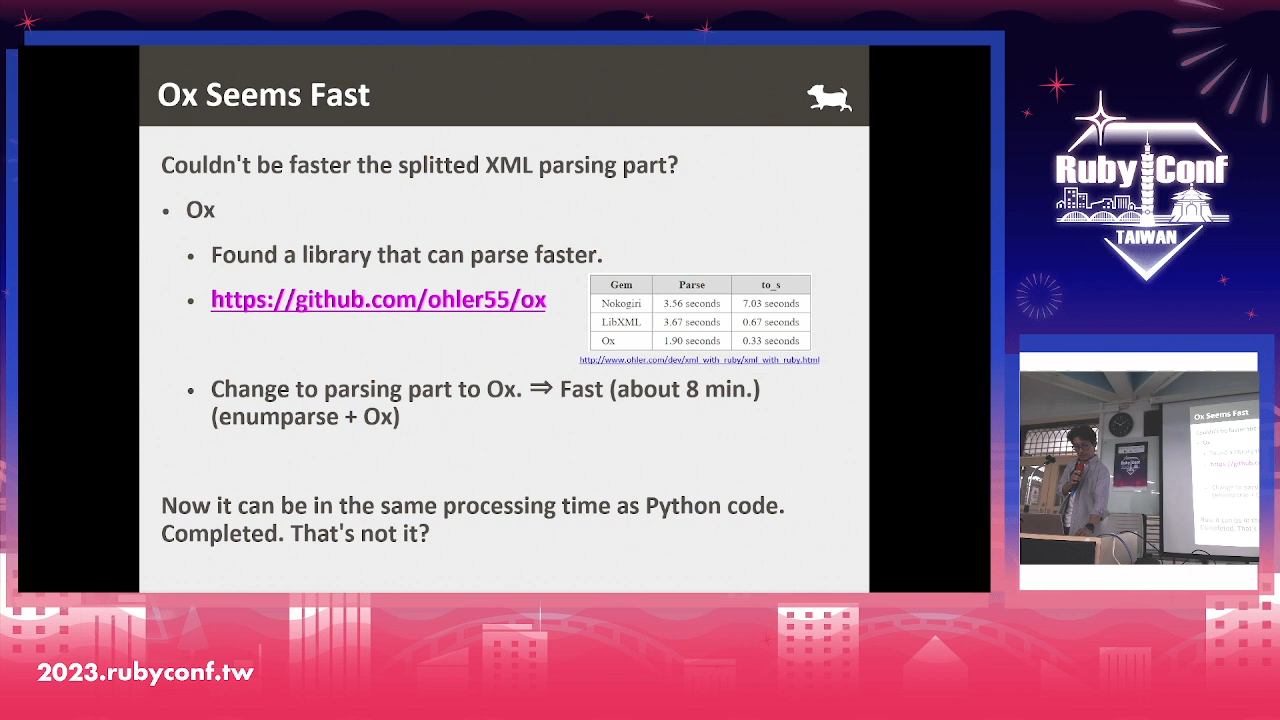 Ox Seems Fast
Couldn't be faster the splitted XML parsing part?
• Ox
• Found a library that can parse faster.
• https://github.com/ohler55/ox
Gem Parse to_s
Nokogiri 3.56 seconds 7.03 seconds
LibXML 3.67 seconds 0.67 seconds
Ox 1.90 seconds 0.33 seconds
http://www.ohler.com/dev/xml_with_ruby/xml_with_ruby.html
• Change to parsing part to Ox. ⇒ Fast (about 8 min.)
(enumparse + Ox)
Now it can be in the same processing time as Python code.
Completed. That's not it?
RubyConf
TAIWAN
Ox Seems Fast
2023.rubyconf.tw